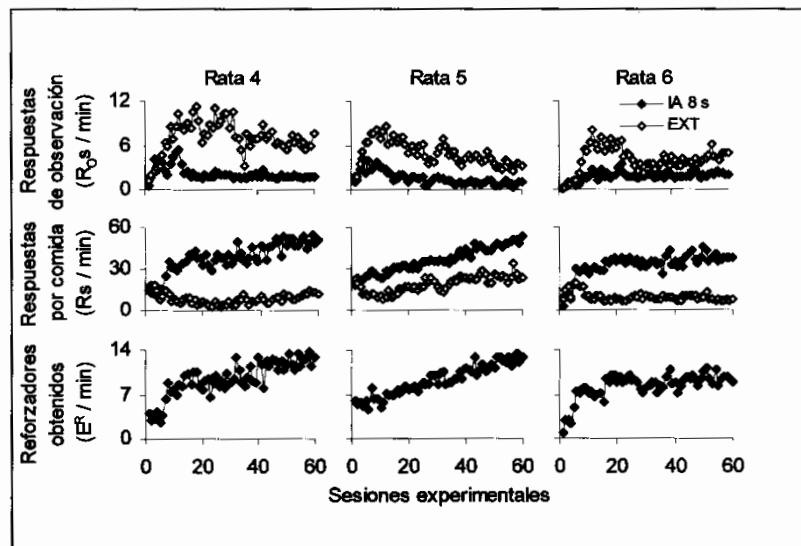 Rata 4 Rata 5 Rata 6
IA 8 s
EXT
Respuestas
de observación
(R₀s / min)
12
6
0
Respuestas
por comida
(Rs / min)
60
30
0
Reforzadores
obtenidos
(Eᴿ / min)
14
7
0
0 20 40 60 0 20 40 60 0 20 40 60
Sesiones experimentales